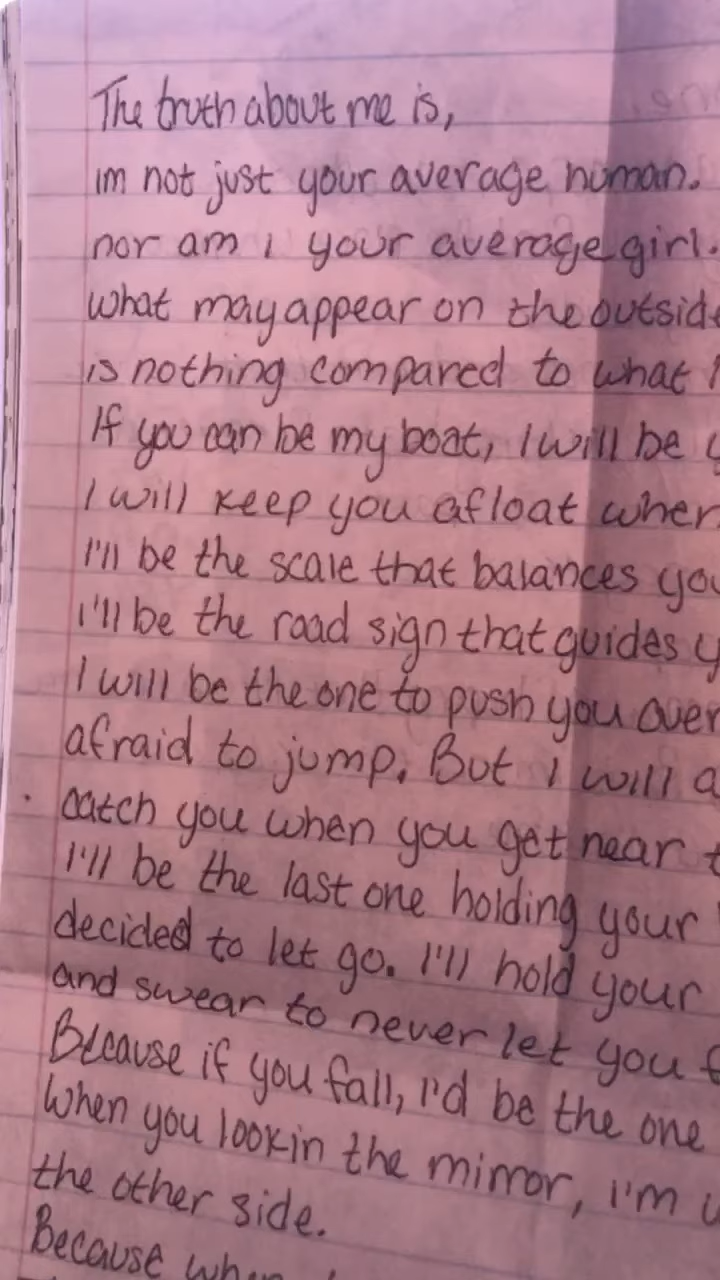 The truth about me is,
im not just your average human.
nor am i your average girl.
what may appear on the outside
is nothing compared to what
If you can be my boat, I will be
I will keep you afloat when
I'll be the scale that balances you
I'll be the road sign that guides
I will be the one to push you over
afraid to jump. But I will
catch you when you get near
I'll be the last one holding your
decided to let go. I'll hold your
and swear to never let you
Because if you fall, I'd be the one
When you look in the mirror, I'm
the other side.
Because when